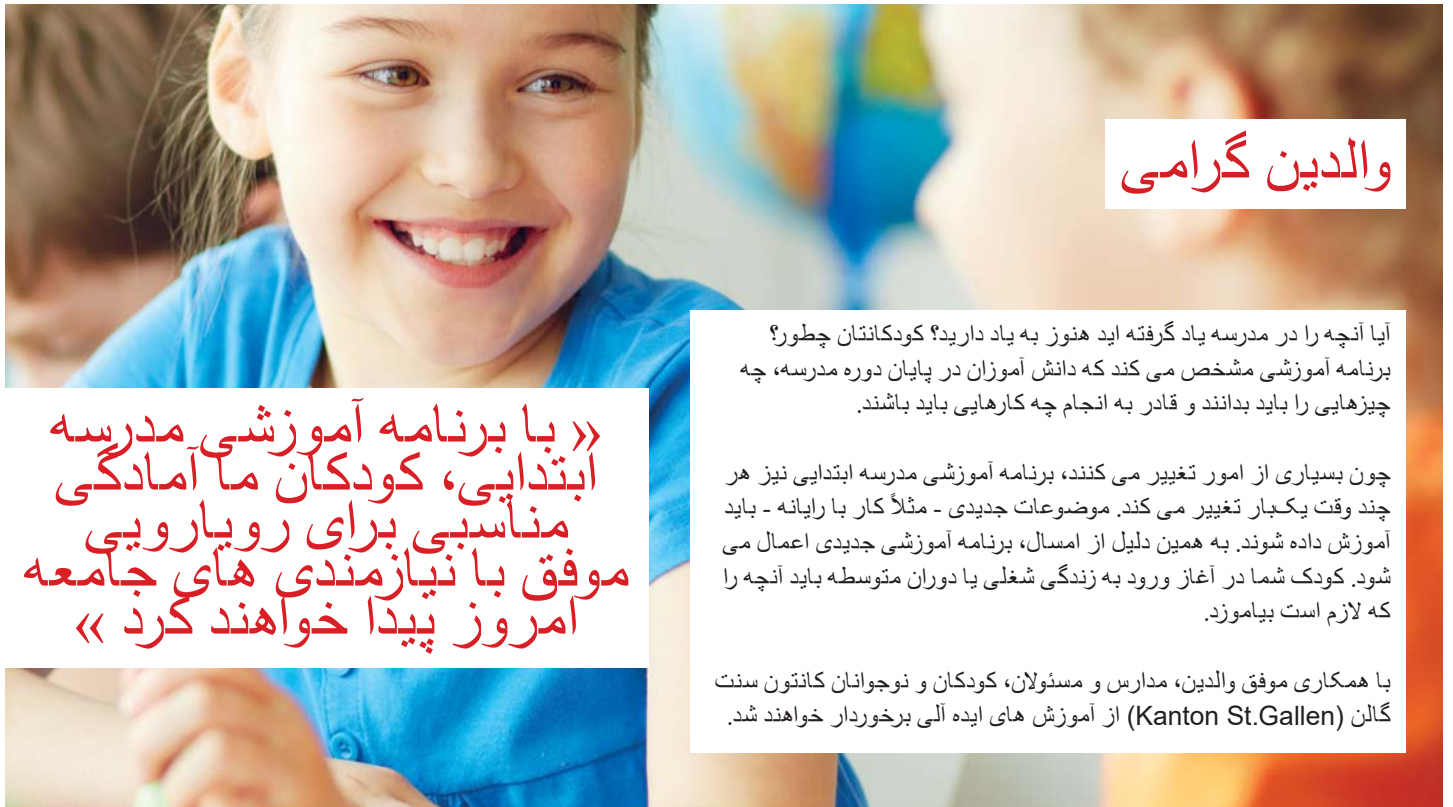 والدین گرامی
آیا آنچه را در مدرسه یاد گرفته اید هنوز به یاد دارید؟ کودکانتان چطور؟
برنامه آموزشی مشخص می کند که دانش آموزان در پایان دوره مدرسه، چه
چیزهایی را باید بدانند و قادر به انجام چه کارهایی باید باشند.
چون بسیاری از امور تغییر می کنند، برنامه آموزشی مدرسه ابتدایی نیز هر
چند وقت یکبار تغییر می کند. موضوعات جدیدی - مثلاً کار با رایانه - باید
آموزش داده شوند. به همین دلیل از امسال، برنامه آموزشی جدیدی اعمال می
شود. کودک شما در آغاز ورود به زندگی شغلی یا دوران متوسطه باید آنچه را
که لازم است بیاموزد.
با همکاری موفق والدین، مدارس و مسئولان، کودکان و نوجوانان کانتون سنت
گالن (Kanton St.Gallen) از آموزش های ایده آلی برخوردار خواهند شد.
« با برنامه آموزشی مدرسه
ابتدایی، کودکان ما آمادگی
مناسبی برای رویارویی
موفق با نیازمندی های جامعه
امروز پیدا خواهند کرد »